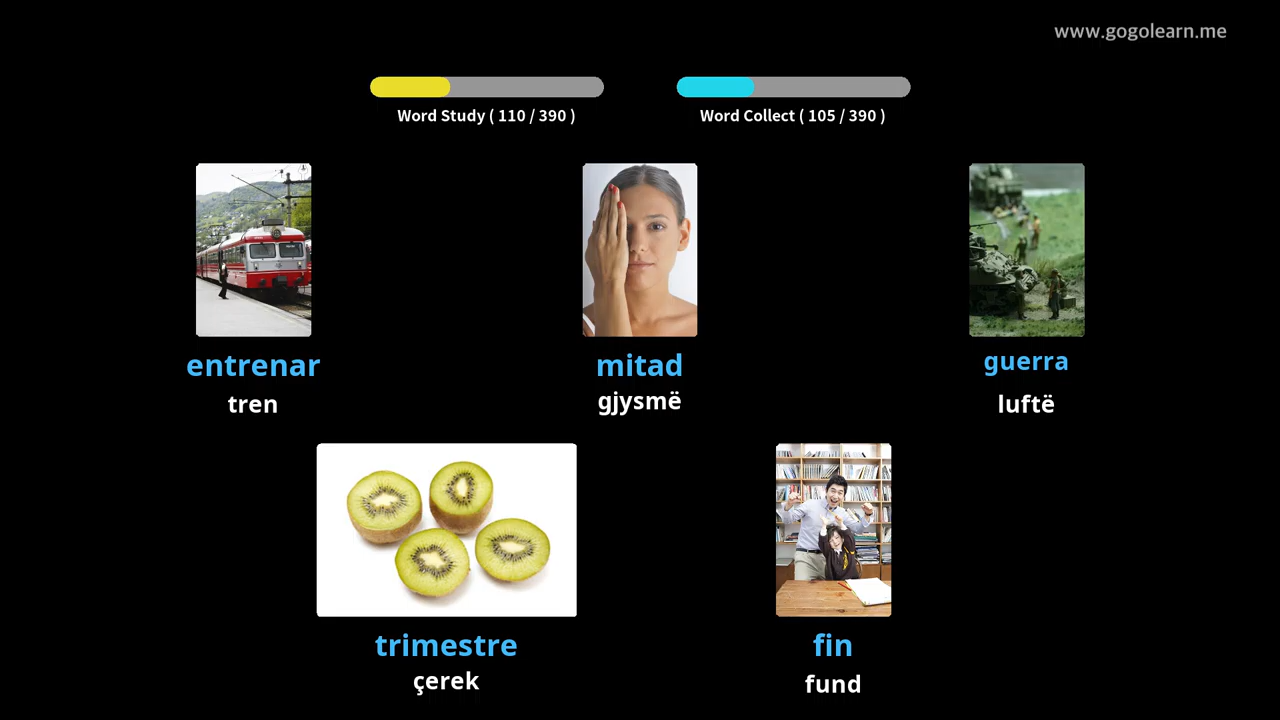 www.gogolearn.me
Word Study ( 110 / 390 )
Word Collect ( 105 / 390 )
entrenar
tren
mitad
gjysmë
guerra
luftë
trimestre
çerek
fin
fund